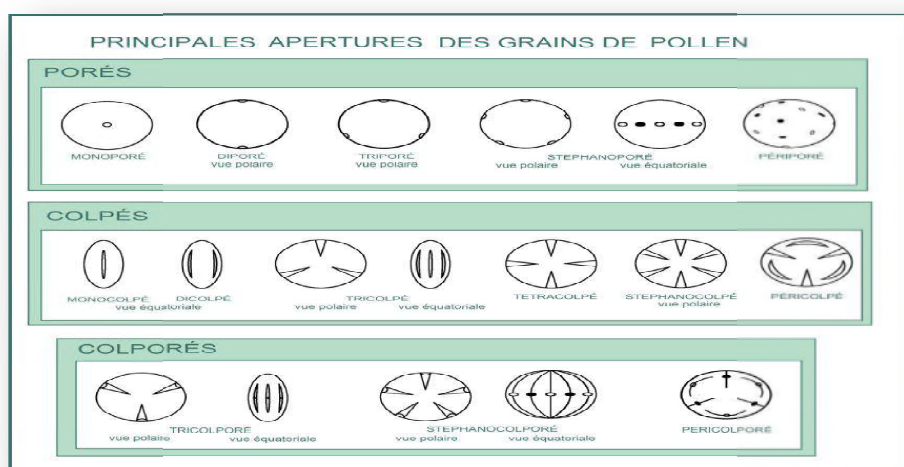 PRINCIPALES APERTURES DES GRAINS DE POLLEN
PORÉS
MONOPORÉ DIPORÉ TRIPORÉ STEPHANOPORÉ PÉRIPORÉ
vue polaire vue polaire vue polaire vue équatoriale
COLPÉS
MONOCOLPÉ DICOLPÉ TRICOLPÉ TETRACOLPÉ STEPHANOCOLPÉ PÉRICOLPÉ
vue équatoriale vue polaire vue équatoriale vue polaire
COLPORÉS
TRICOLPORÉ STEPHANOCOLPORÉ PERICOLPORÉ
vue polaire vue équatoriale vue polaire vue équatoriale